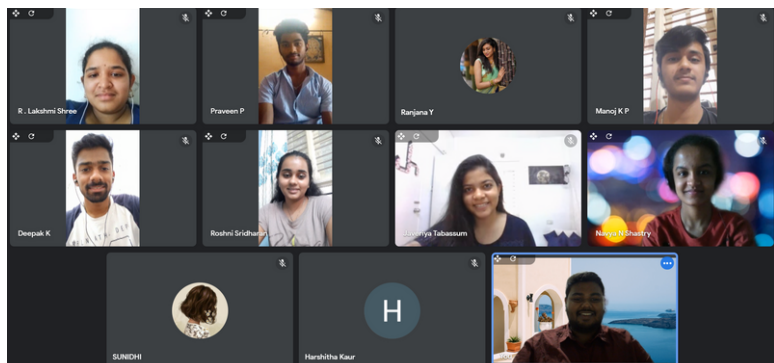 R . Lakshmi Shree
Praveen P
Ranjana Y
Manoj K P
Deepak K
Roshni Sridharan
Tabassum
Navya N Shastry
SUNIDHI
H
Harshitha Kaur